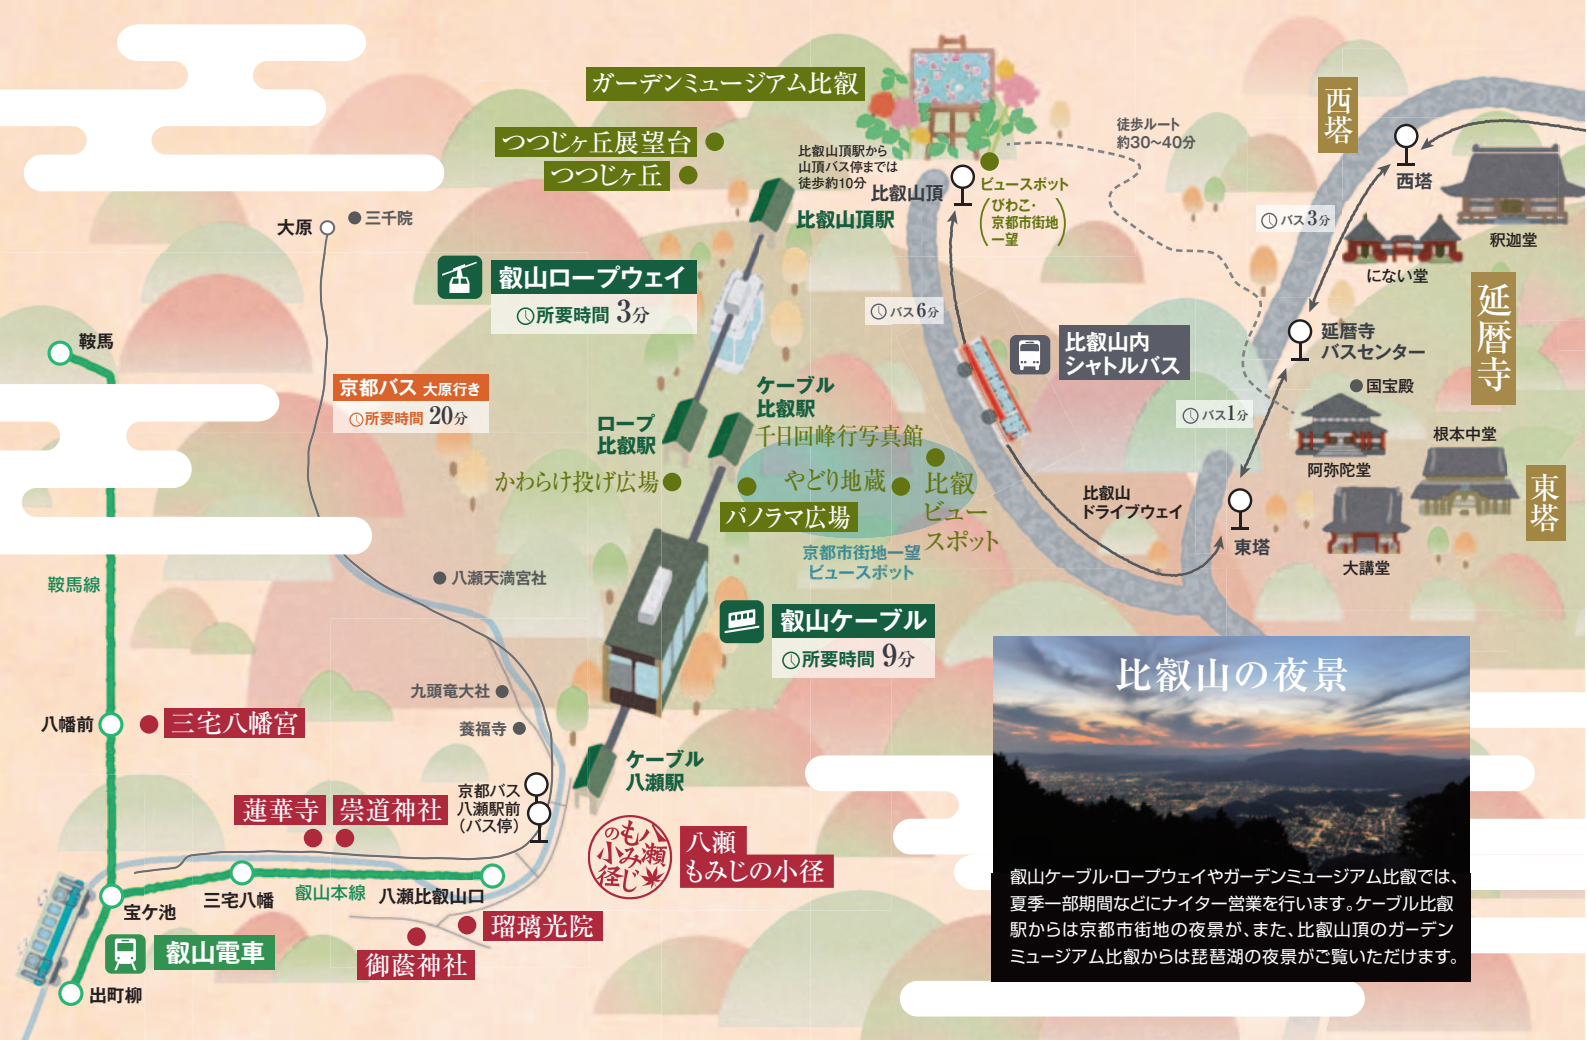 ガーデンミュージアム比叡
つつじヶ丘展望台
つつじヶ丘
比叡山頂駅から
山頂バス停までは
徒歩約10分
比叡山頂
比叡山頂駅
ビュースポット
(びわこ・
京都市街地
一望)
徒歩ルート
約30〜40分
西塔
西塔
釈迦堂
にない堂
バス3分
延暦寺
延暦寺
バスセンター
国宝殿
バス1分
阿弥陀堂
根本中堂
東塔
大講堂
東塔
比叡山
ドライブウェイ
比叡山内
シャトルバス
バス6分
大原
三千院
叡山ロープウェイ
所要時間 3分
鞍馬
京都バス 大原行き
所要時間 20分
ロープ
比叡駅
ケーブル
比叡駅
千日回峰行写真館
かわらけ投げ広場
やどり地蔵
比叡
ビュー
スポット
パノラマ広場
京都市街地一望
ビュースポット
鞍馬線
八瀬天満宮社
叡山ケーブル
所要時間 9分
九頭竜大社
養福寺
八幡前
三宅八幡宮
ケーブル
八瀬駅
京都バス
八瀬駅前
(バス停)
蓮華寺
崇道神社
八瀬
もみじ
の小径
八瀬
もみじの小径
宝ケ池
三宅八幡
叡山本線
八瀬比叡山口
瑠璃光院
御蔭神社
叡山電車
出町柳
比叡山の夜景
叡山ケーブル・ロープウェイやガーデンミュージアム比叡では、
夏季一部期間などにナイター営業を行います。ケーブル比叡
駅からは京都市街地の夜景が、また、比叡山頂のガーデン
ミュージアム比叡からは琵琶湖の夜景がご覧いただけます。